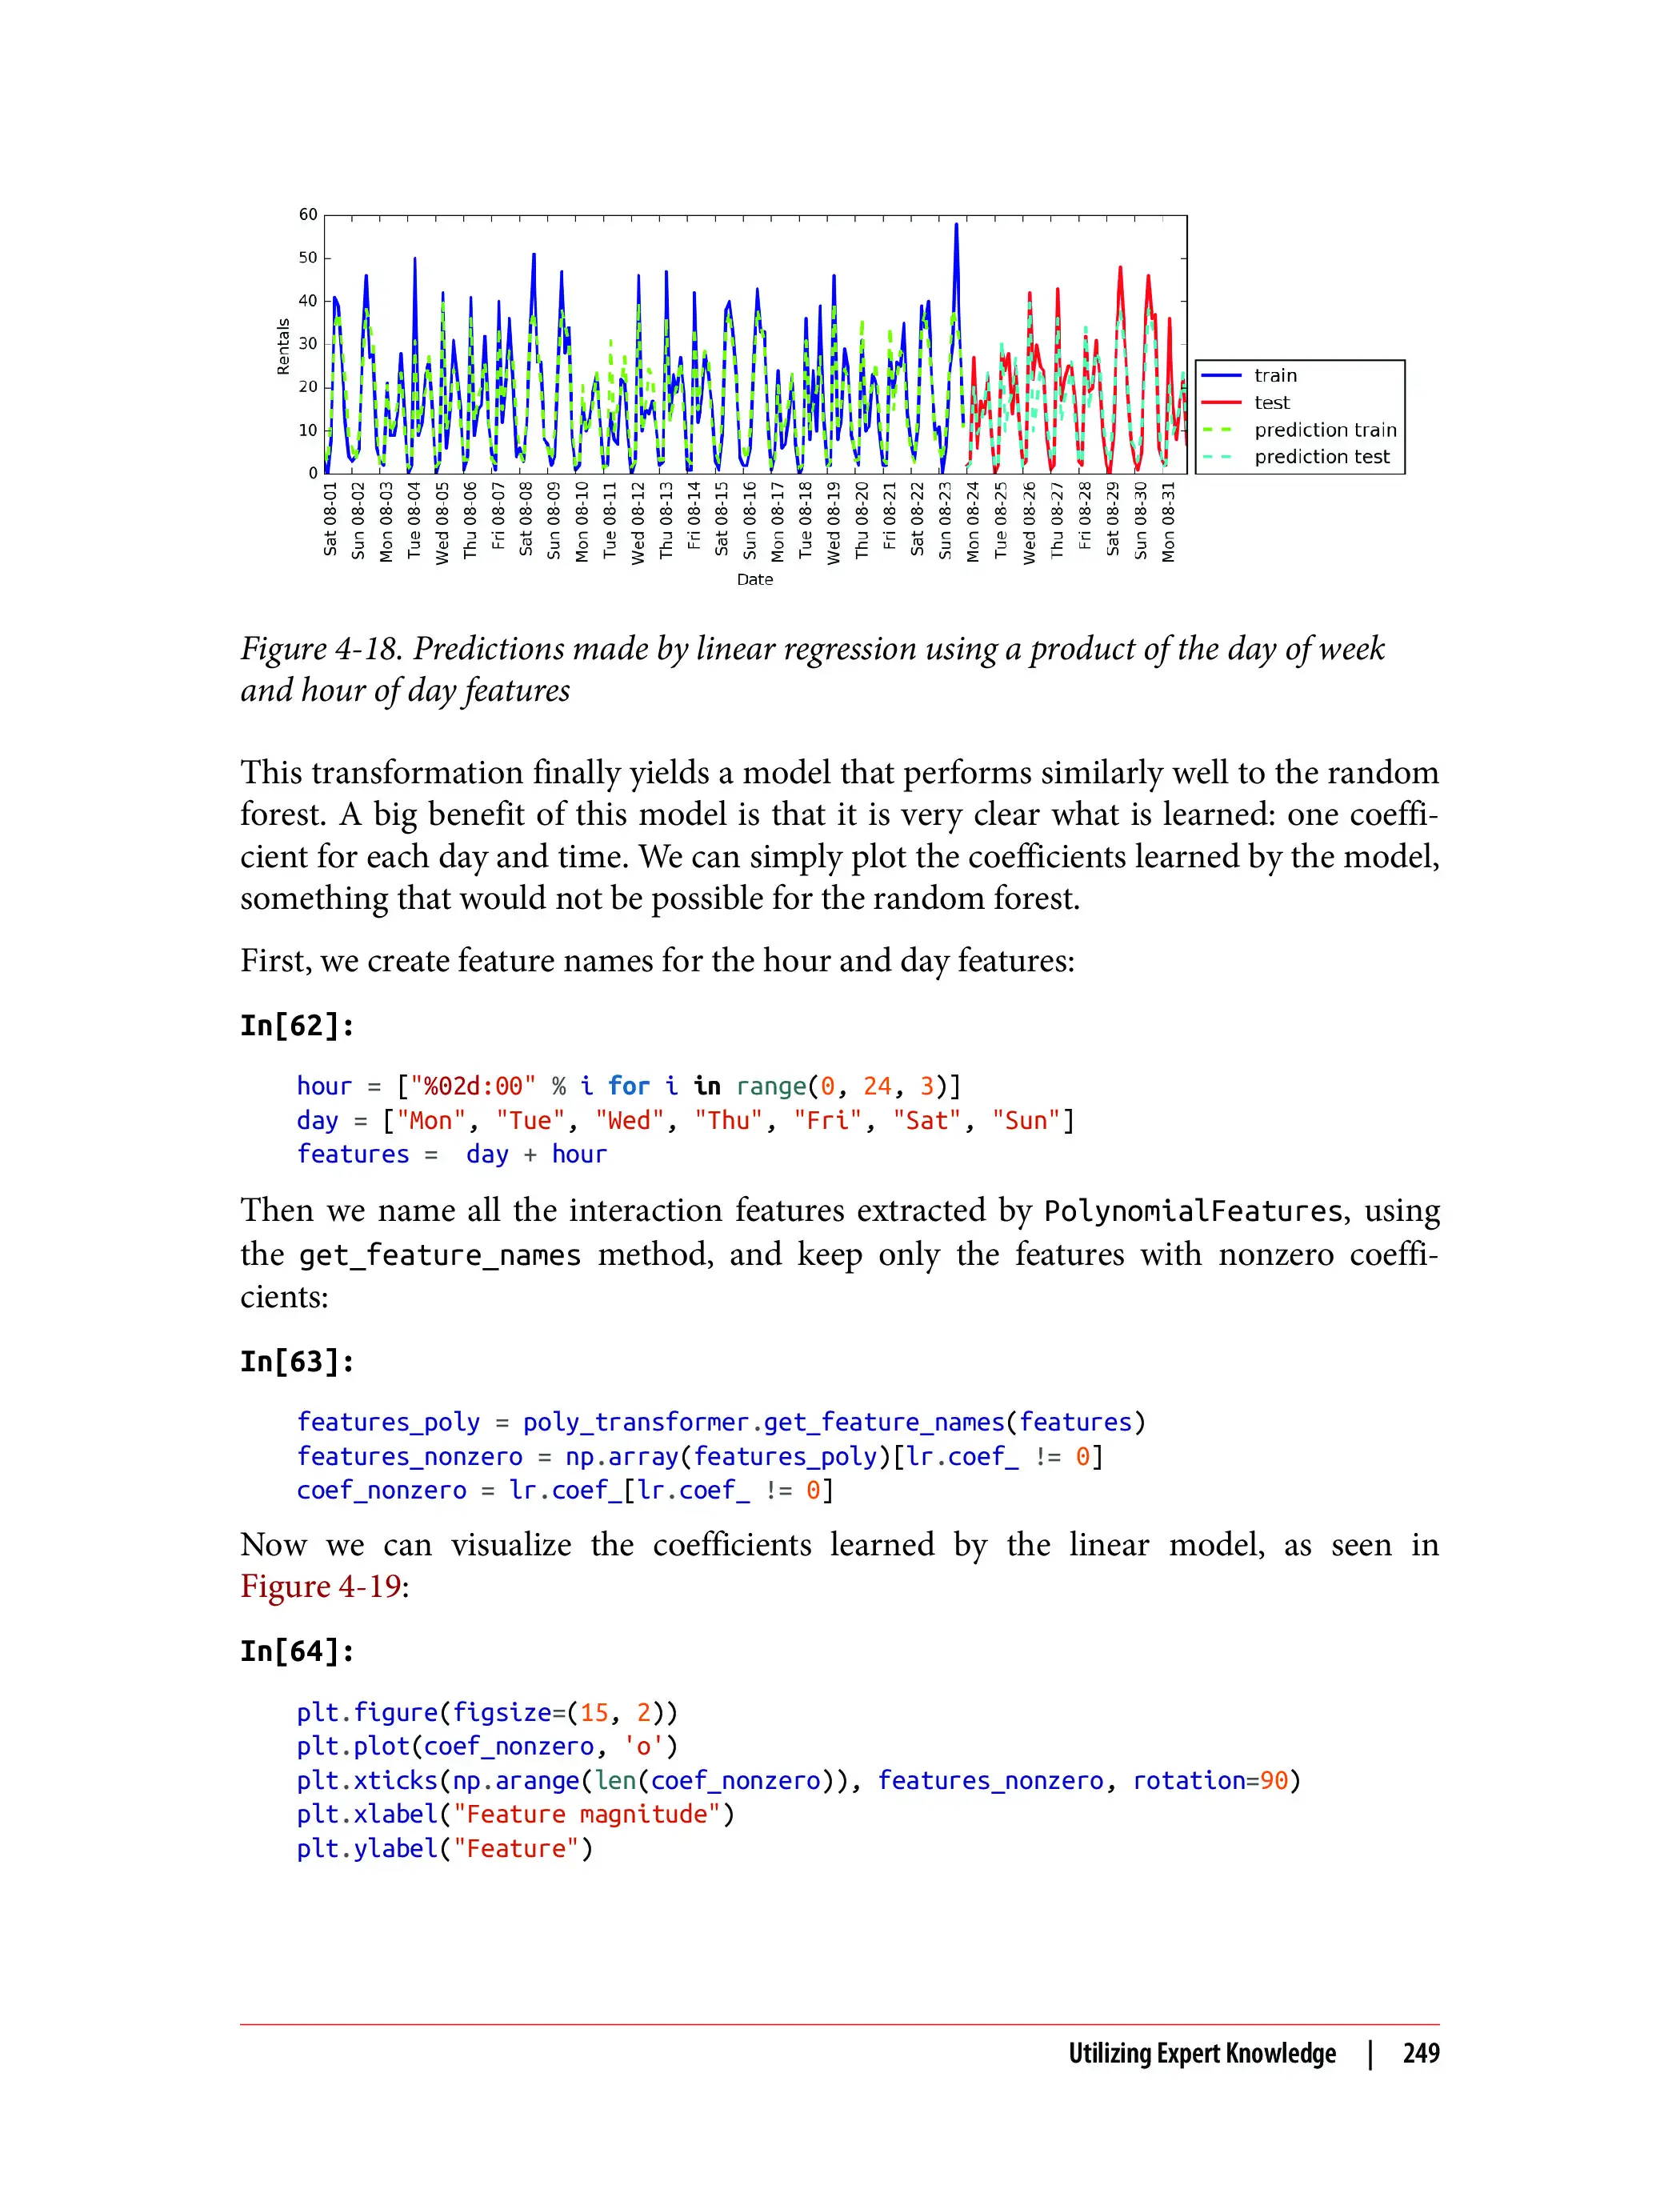 60
50
40
30
20
10
0
Rentals
Sat 08-01
Sun 08-02
Mon 08-03
Tue 08-04
Wed 08-05
Thu 08-06
Fri 08-07
Sat 08-08
Sun 08-09
Mon 08-10
Tue 08-11
Wed 08-12
Thu 08-13
Fri 08-14
Sat 08-15
Sun 08-16
Mon 08-17
Tue 08-18
Wed 08-19
Thu 08-20
Fri 08-21
Sat 08-22
Sun 08-23
Mon 08-24
Tue 08-25
Wed 08-26
Thu 08-27
Fri 08-28
Sat 08-29
Sun 08-30
Mon 08-31
Date
train
test
prediction train
prediction test
Figure 4-18. Predictions made by linear regression using a product of the day of week
and hour of day features
This transformation finally yields a model that performs similarly well to the random
forest. A big benefit of this model is that it is very clear what is learned: one coeffi-
cient for each day and time. We can simply plot the coefficients learned by the model,
something that would not be possible for the random forest.
First, we create feature names for the hour and day features:
In[62]:
hour = ["%02d:00" % i for i in range(0, 24, 3)]
day = ["Mon", "Tue", "Wed", "Thu", "Fri", "Sat", "Sun"]
features =  day + hour
Then we name all the interaction features extracted by PolynomialFeatures, using
the get_feature_names method, and keep only the features with nonzero coeffi-
cients:
In[63]:
features_poly = poly_transformer.get_feature_names(features)
features_nonzero = np.array(features_poly)[lr.coef_ != 0]
coef_nonzero = lr.coef_[lr.coef_ != 0]
Now we can visualize the coefficients learned by the linear model, as seen in
Figure 4-19:
In[64]:
plt.figure(figsize=(15, 2))
plt.plot(coef_nonzero, 'o')
plt.xticks(np.arange(len(coef_nonzero)), features_nonzero, rotation=90)
plt.xlabel("Feature magnitude")
plt.ylabel("Feature")
Utilizing Expert Knowledge | 249